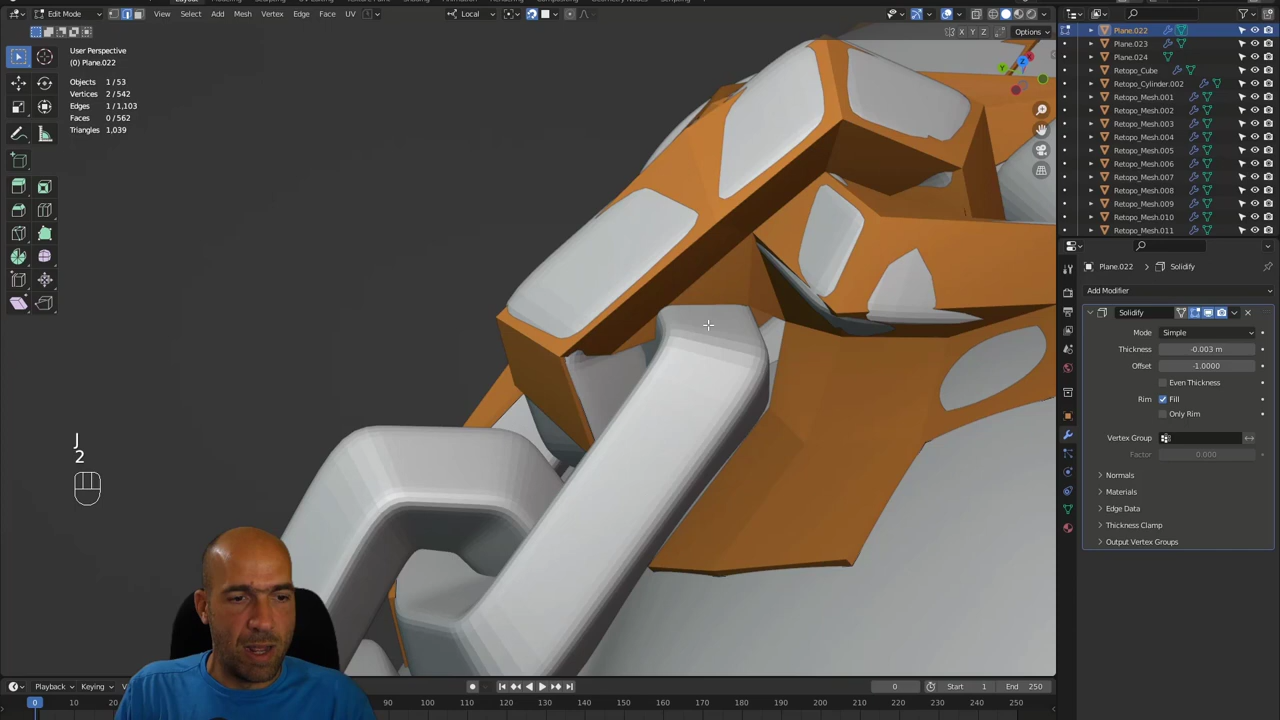 Edit Mode
View Select Add Mesh Vertex Edge Face UV
Local
X Y Z
Options
User Perspective
(0) Plane.022
Objects 1 / 53
Vertices 2 / 542
Edges 1 / 1,103
Faces 0 / 562
Triangles 1,039
Z
Y
X
J
2
Plane.022
Plane.023
Plane.024
Retopo_Cube
Retopo_Cylinder.002
Retopo_Mesh.001
Retopo_Mesh.002
Retopo_Mesh.003
Retopo_Mesh.004
Retopo_Mesh.005
Retopo_Mesh.006
Retopo_Mesh.007
Retopo_Mesh.008
Retopo_Mesh.009
Retopo_Mesh.010
Retopo_Mesh.011
Plane.022 > Solidify
Add Modifier
Solidify
Mode Simple
Thickness -0.003 m
Offset -1.0000
Even Thickness
Rim Fill
Only Rim
Vertex Group
Factor 0.000
Normals
Materials
Edge Data
Thickness Clamp
Output Vertex Groups
Playback Keying
0 Start 1 End 250
0 10 100 110 120 130 140 150 160 170 180 190 200 210 220 230 240 250